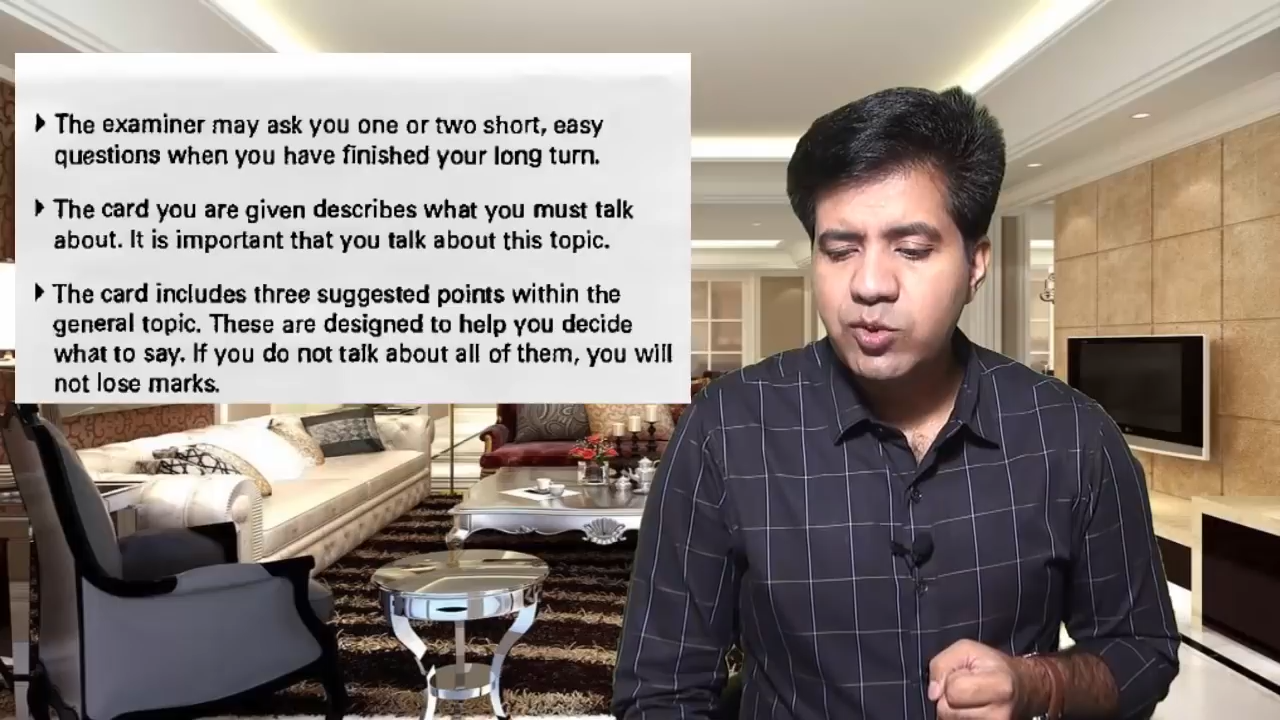 The examiner may ask you one or two short, easy
questions when you have finished your long turn.
The card you are given describes what you must talk
about. It is important that you talk about this topic.
The card includes three suggested points within the
general topic. These are designed to help you decide
what to say. If you do not talk about all of them, you will
not lose marks.